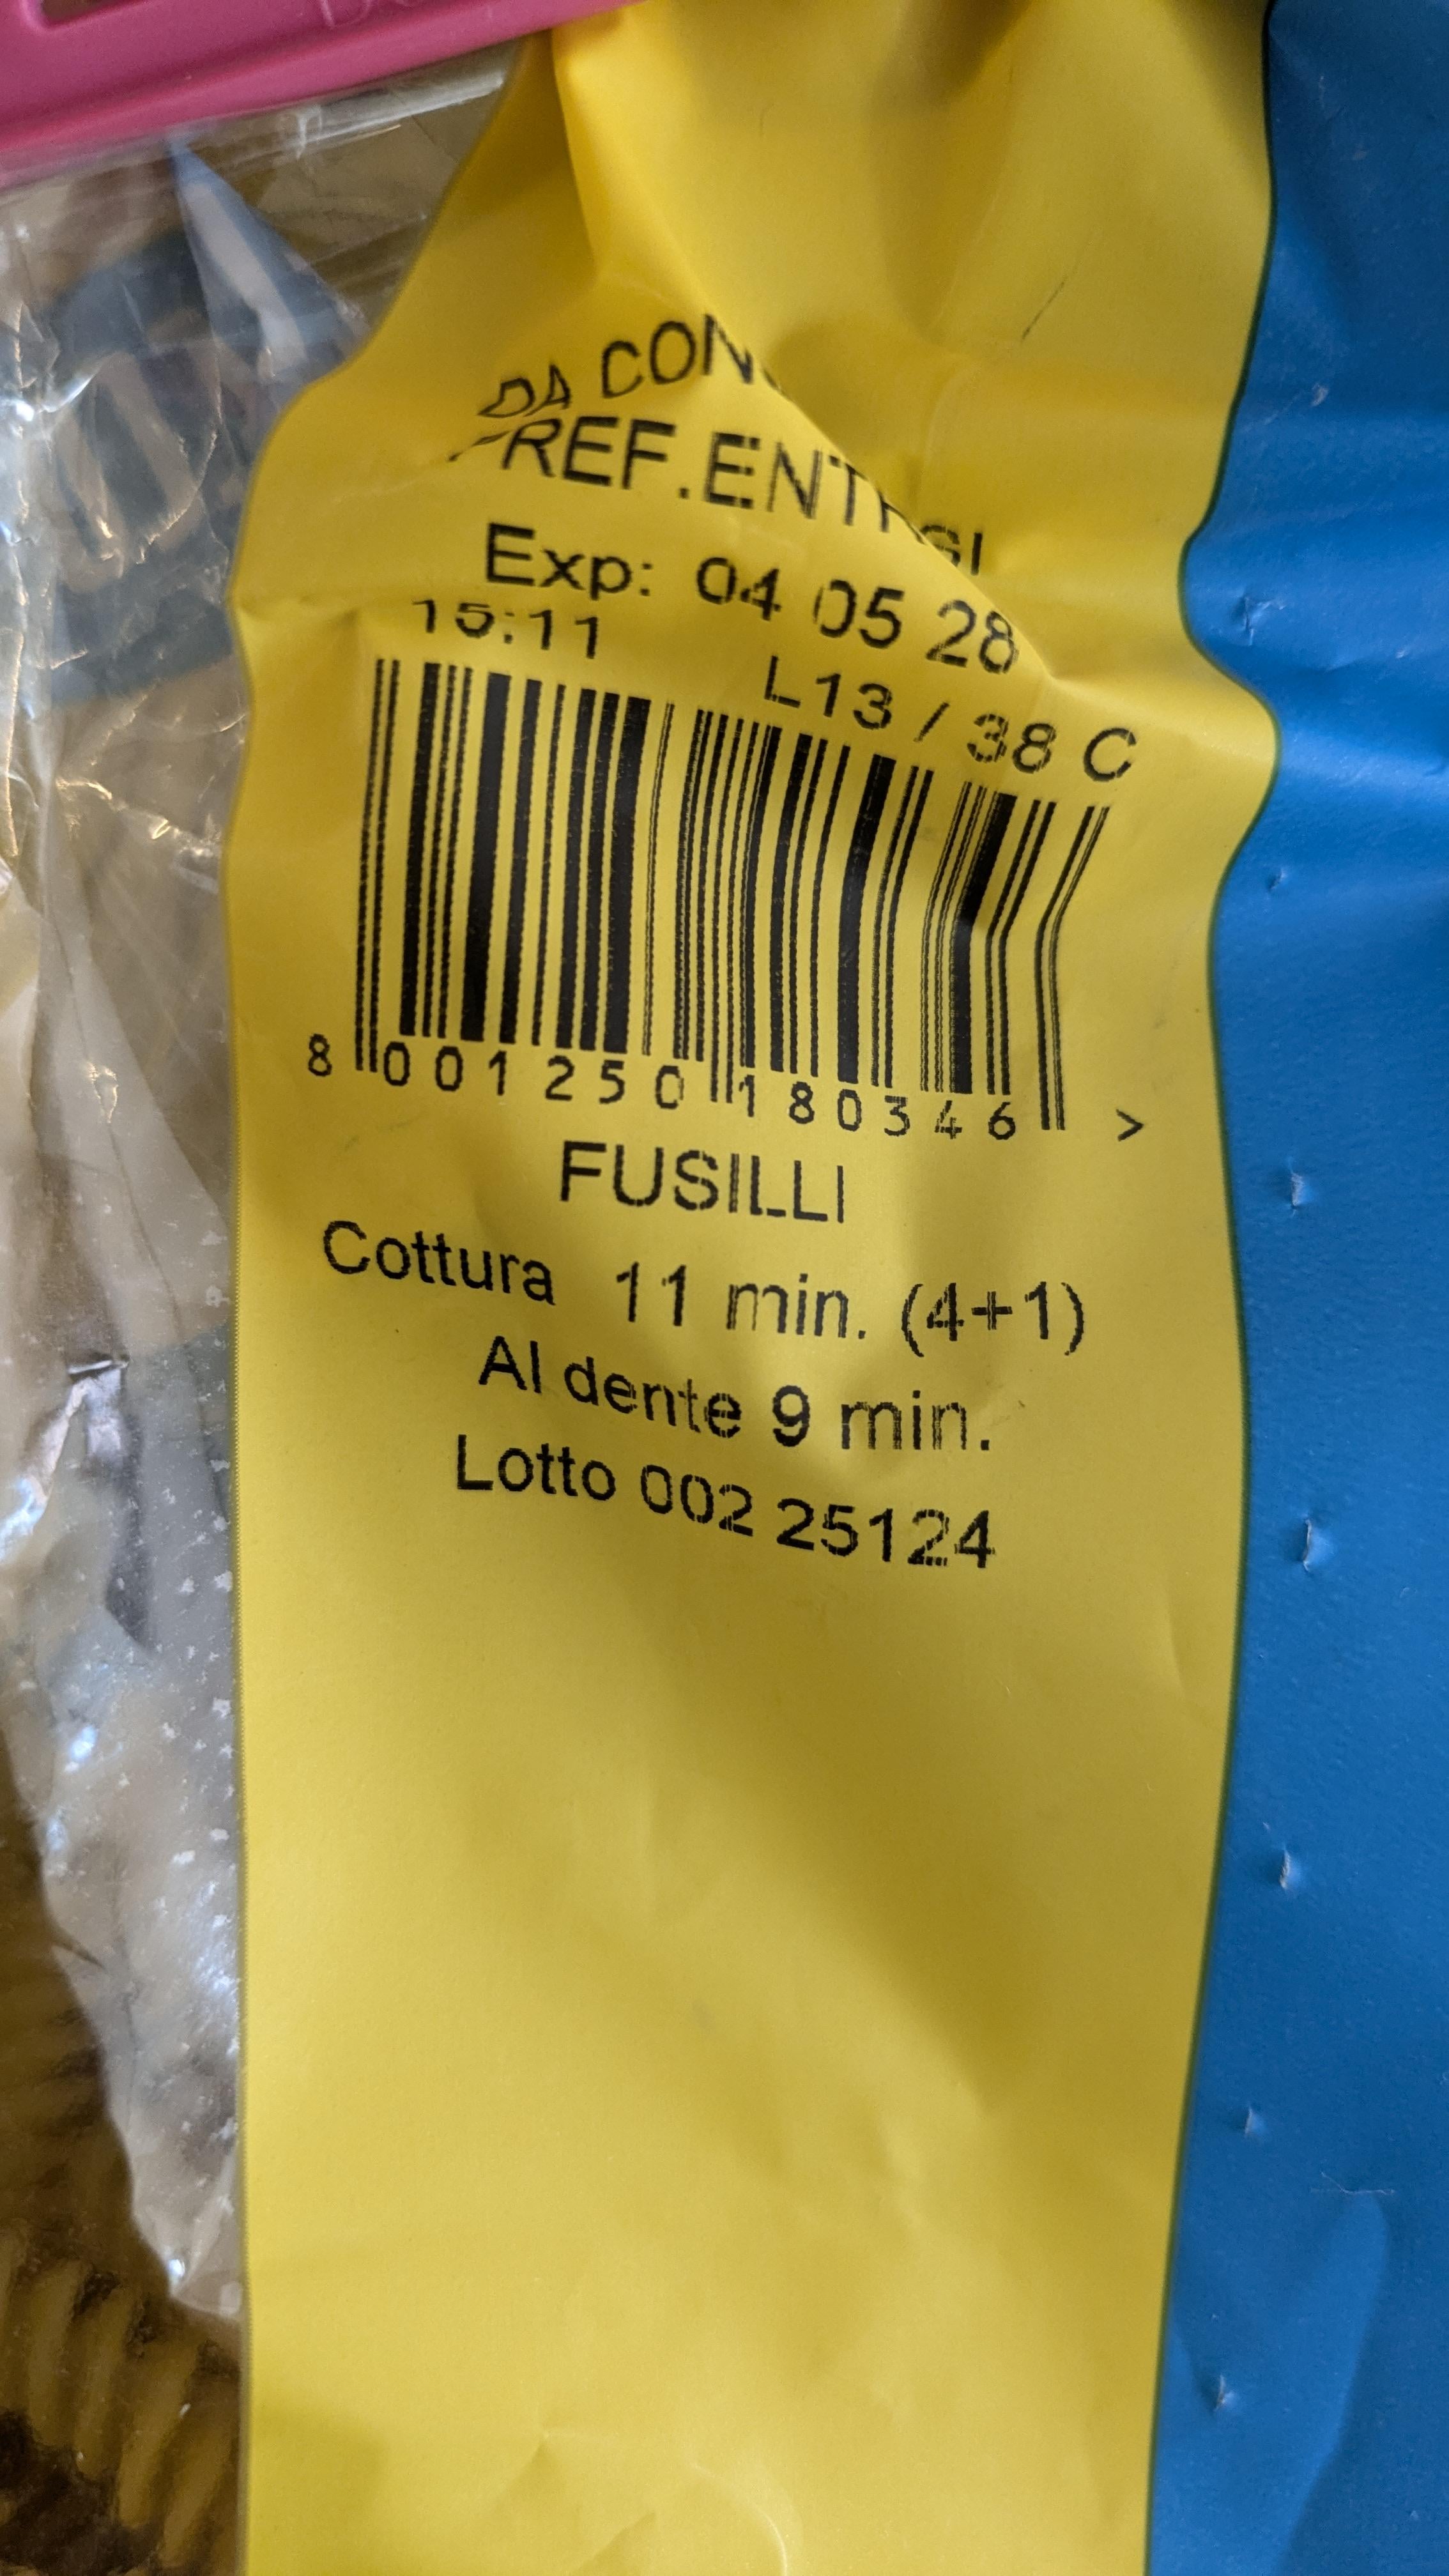 DA
REF.
Exp: 04 05 28
15:11
L13 / 38 C
8 001250 180346 >
FUSILLI
Cottura 11 min. (4+1)
Al dente 9 min.
Lotto 002 25124